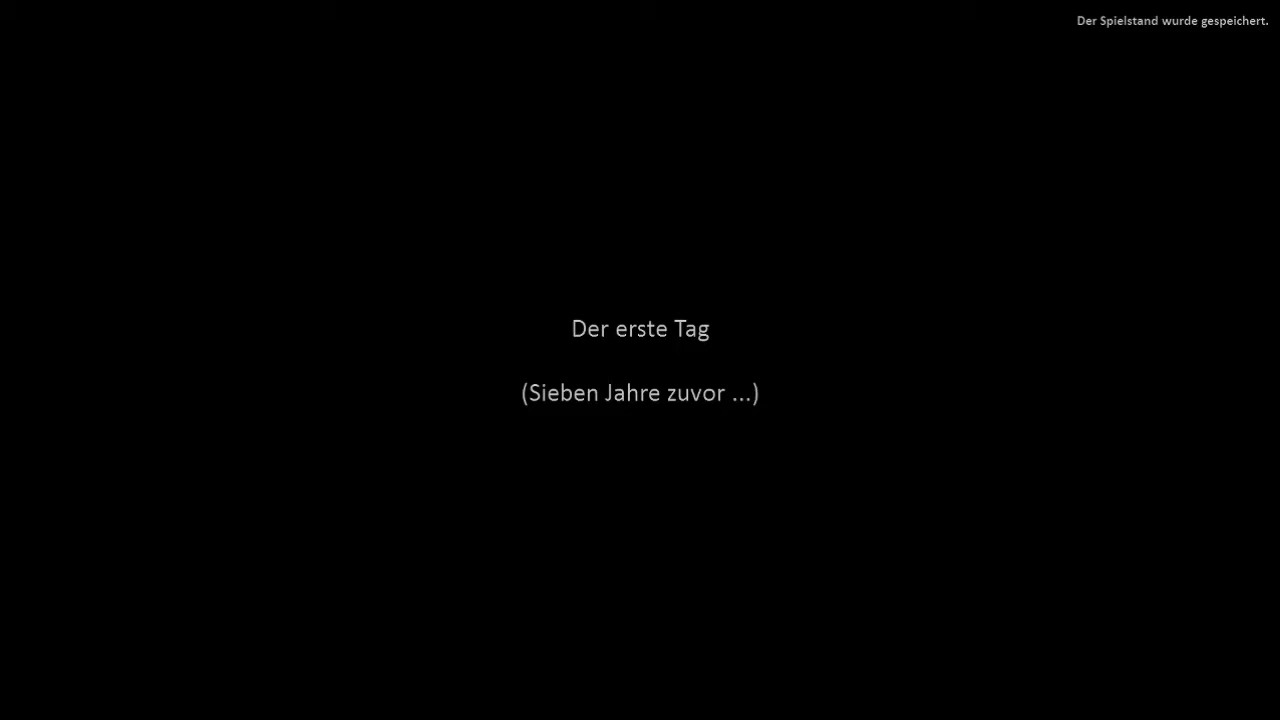 Der Spielstand wurde gespeichert.
Der erste Tag
(Sieben Jahre zuvor ...)